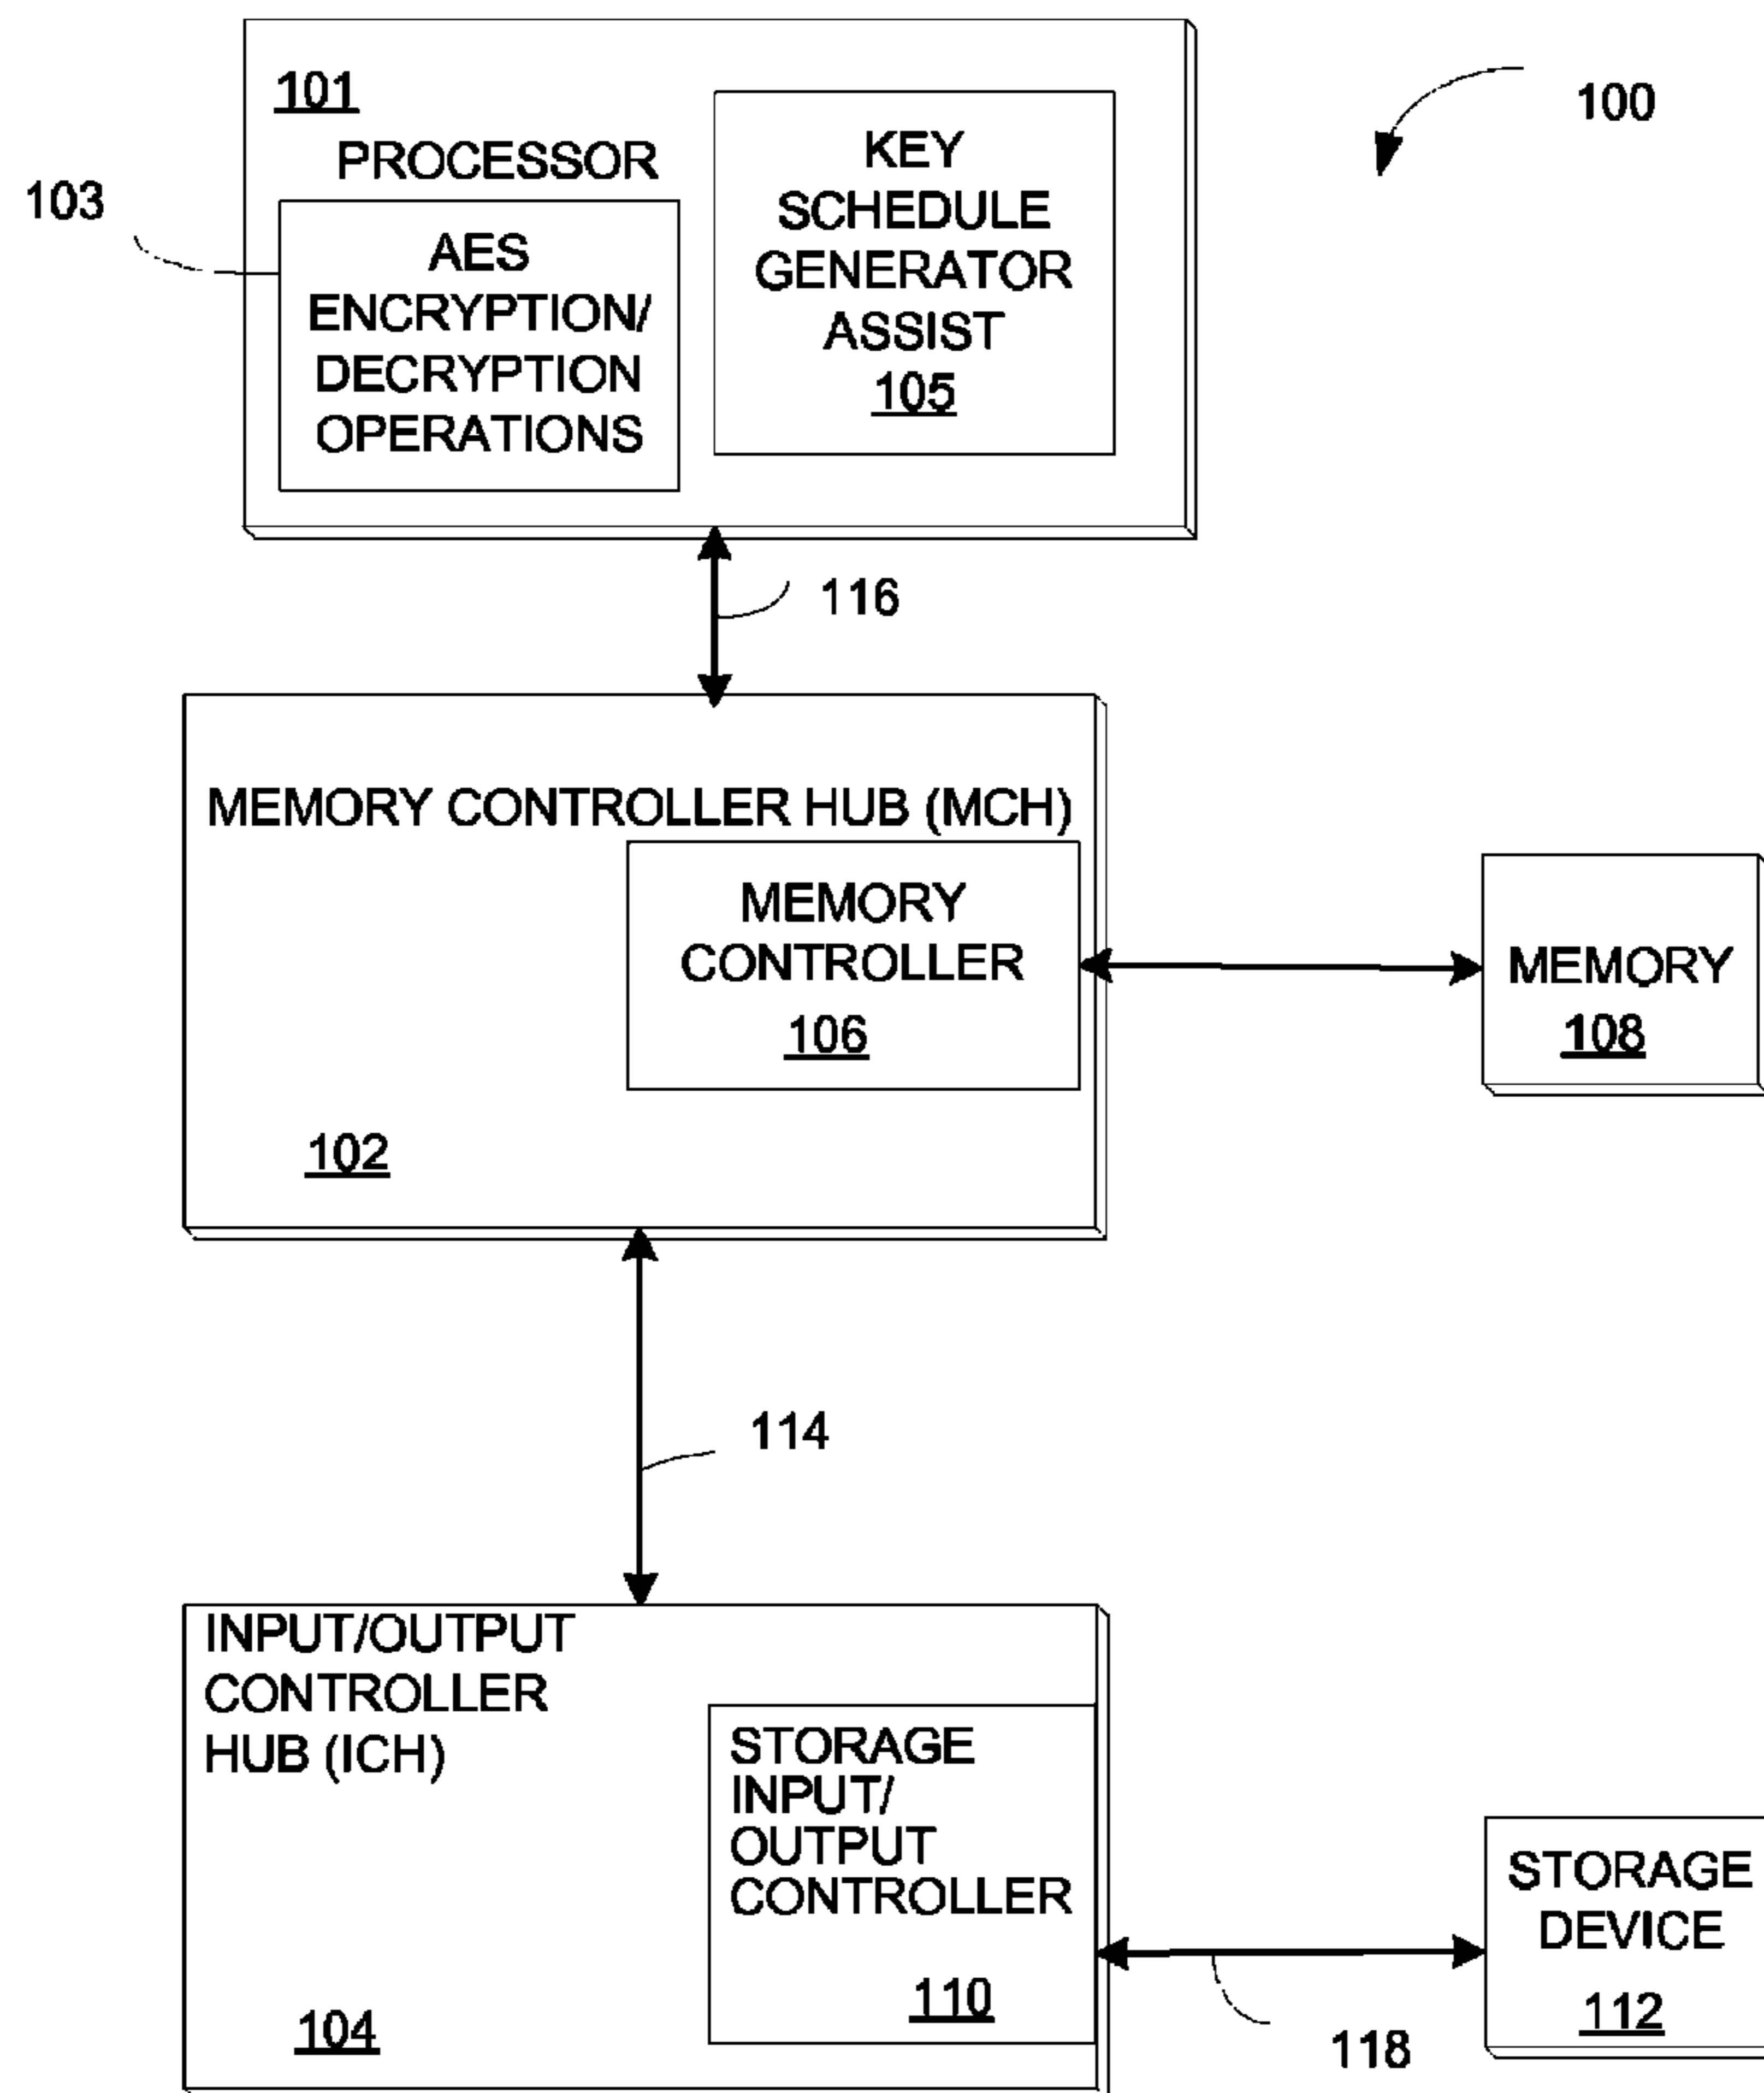 101
PROCESSOR
103
AES
ENCRYPTION/
DECRYPTION
OPERATIONS
KEY
SCHEDULE
GENERATOR
ASSIST
105
100
116
MEMORY CONTROLLER HUB (MCH)
MEMORY
CONTROLLER
106
102
MEMORY
108
114
INPUT/OUTPUT
CONTROLLER
HUB (ICH)
STORAGE
INPUT/
OUTPUT
CONTROLLER
110
104
118
STORAGE
DEVICE
112